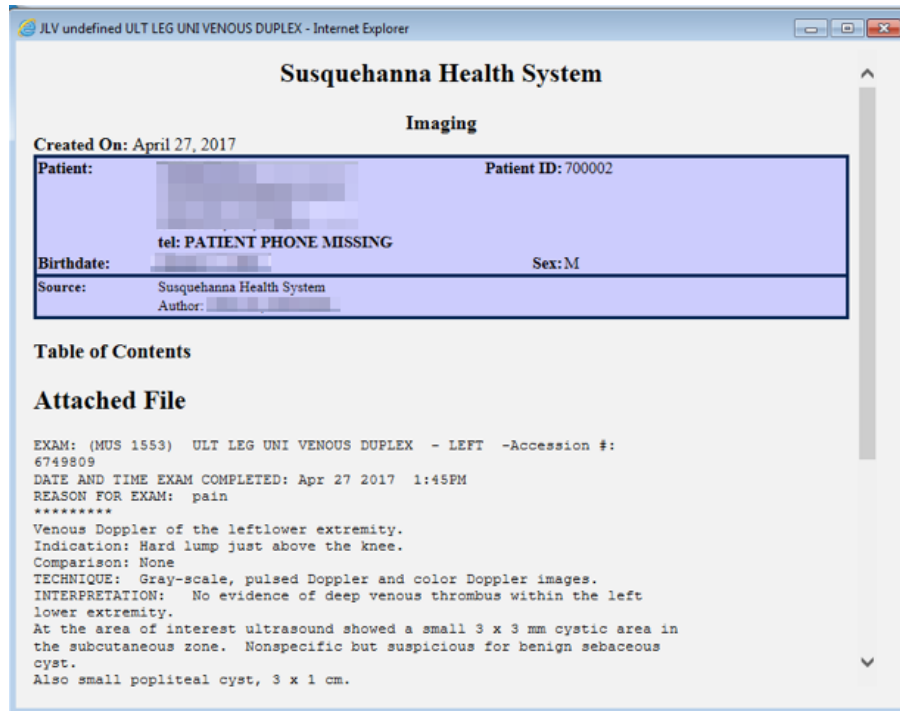 JLV undefined ULT LEG UNI VENOUS DUPLEX - Internet Explorer
Susquehanna Health System
Imaging
Created On: April 27, 2017
Patient: Patient ID: 700002
tel: PATIENT PHONE MISSING
Birthdate: Sex: M
Source: Susquehanna Health System
Author:
Table of Contents
Attached File
EXAM: (MUS 1553) ULT LEG UNI VENOUS DUPLEX - LEFT -Accession #:
6749809
DATE AND TIME EXAM COMPLETED: Apr 27 2017 1:45PM
REASON FOR EXAM: pain
*********
Venous Doppler of the leftlower extremity.
Indication: Hard lump just above the knee.
Comparison: None
TECHNIQUE: Gray-scale, pulsed Doppler and color Doppler images.
INTERPRETATION: No evidence of deep venous thrombus within the left
lower extremity.
At the area of interest ultrasound showed a small 3 x 3 mm cystic area in
the subcutaneous zone. Nonspecific but suspicious for benign sebaceous
cyst.
Also small popliteal cyst, 3 x 1 cm.